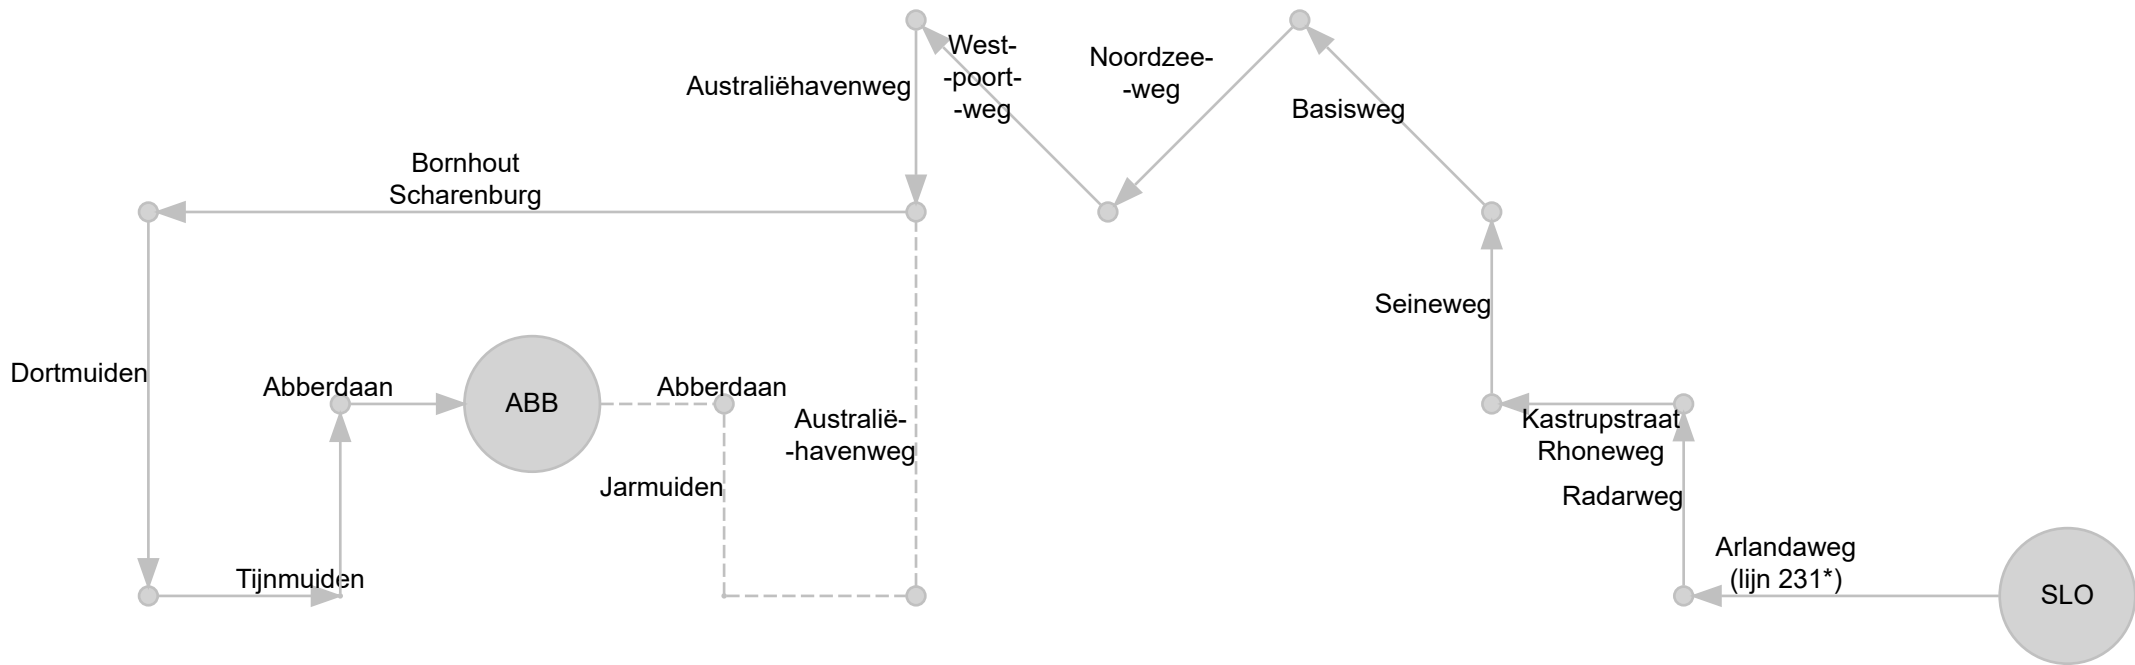 West-
-poort-
-weg
Noordzee-
-weg
Australiëhavenweg
Basisweg
Bornhout
Scharenburg
Seineweg
Dortmuiden
Abberdaan
ABB
Abberdaan
Australië-
-havenweg
Kastrupstraat
Rhoneweg
Jarmuiden
Radarweg
Arlandaweg
(lijn 231*)
Tijnmuiden
SLO